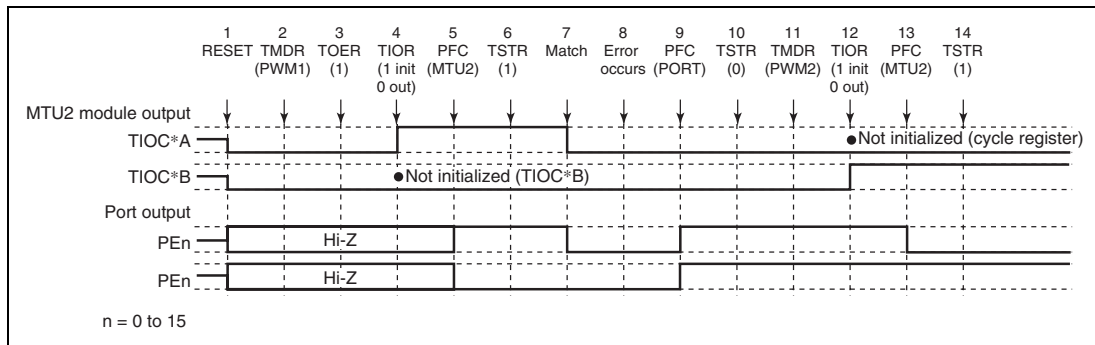 1 2 3 4 5 6 7 8 9 10 11 12 13 14
RESET TMDR TOER TIOR PFC TSTR Match Error PFC TSTR TMDR TIOR PFC TSTR
(PWM1) (1) (1 init (MTU2) (1) occurs (PORT) (0) (PWM2) (1 init (MTU2) (1)
0 out) 0 out)
MTU2 module output
TIOC*A ●Not initialized (cycle register)
TIOC*B ●Not initialized (TIOC*B)
Port output
PEn Hi-Z
PEn Hi-Z
n = 0 to 15